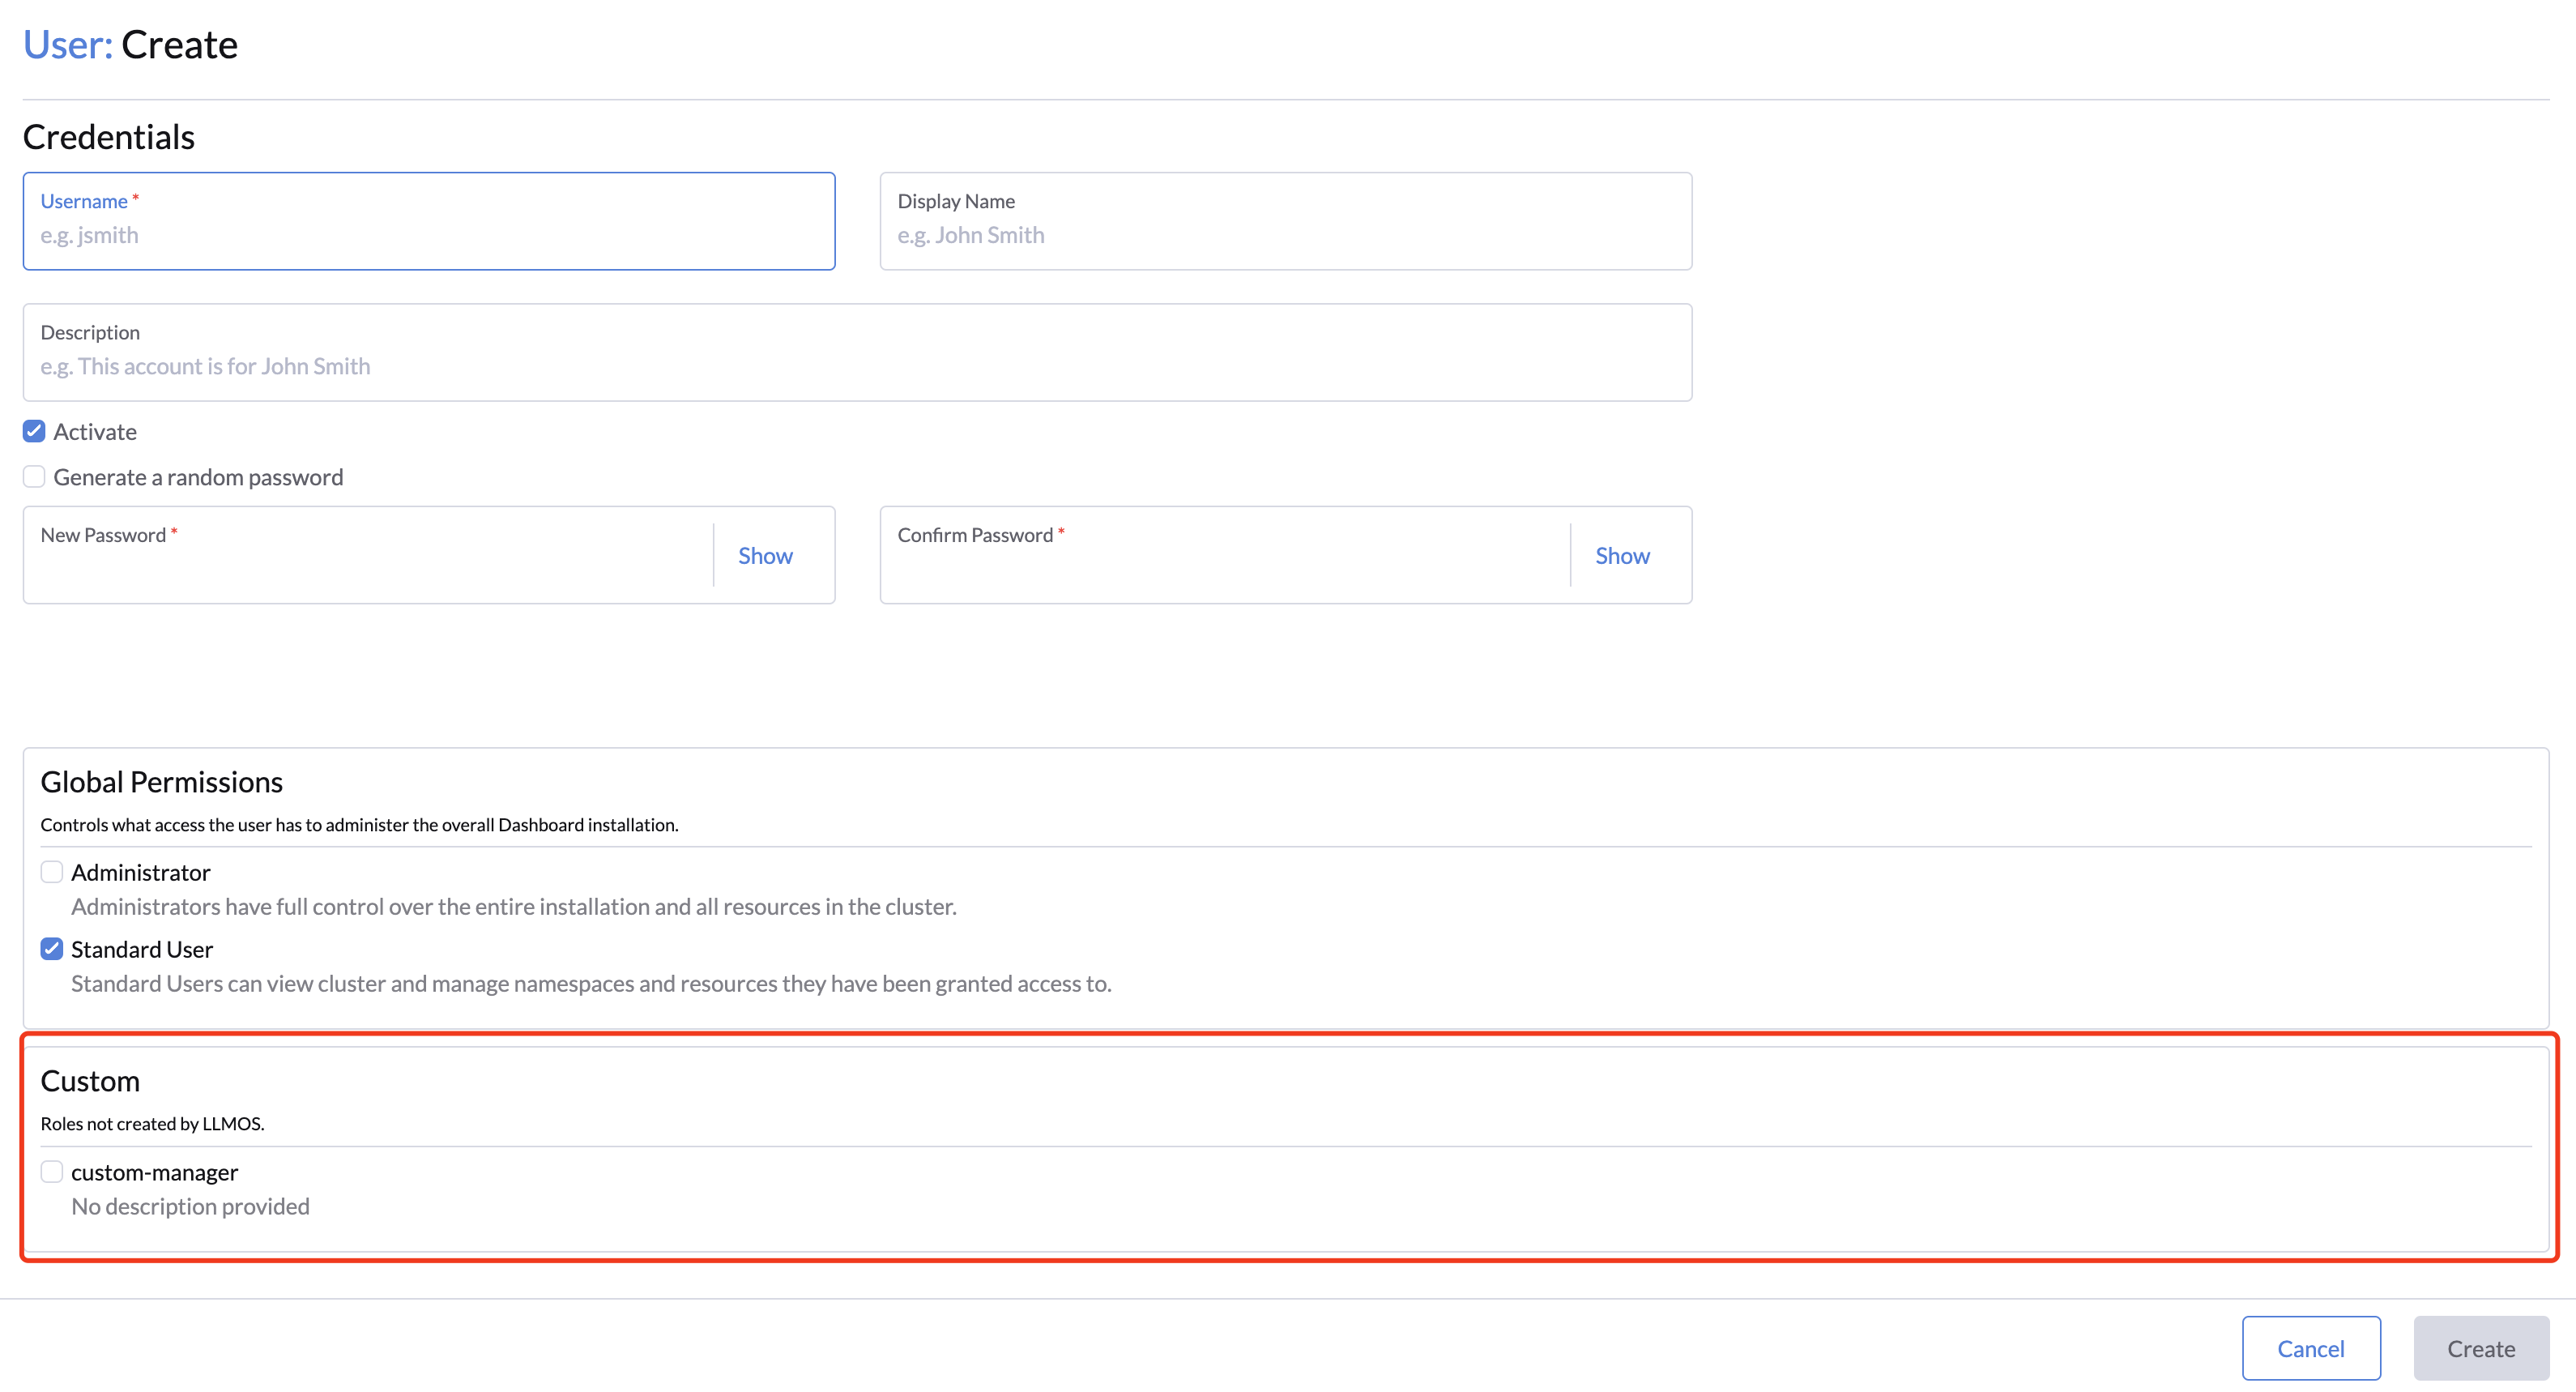 User: Create
Credentials
Username *
e.g. jsmith
Display Name
e.g. John Smith
Description
e.g. This account is for John Smith
Activate
Generate a random password
New Password *
Show
Confirm Password *
Show
Global Permissions
Controls what access the user has to administer the overall Dashboard installation.
Administrator
Administrators have full control over the entire installation and all resources in the cluster.
Standard User
Standard Users can view cluster and manage namespaces and resources they have been granted access to.
Custom
Roles not created by LLMOS.
custom-manager
No description provided
Cancel
Create